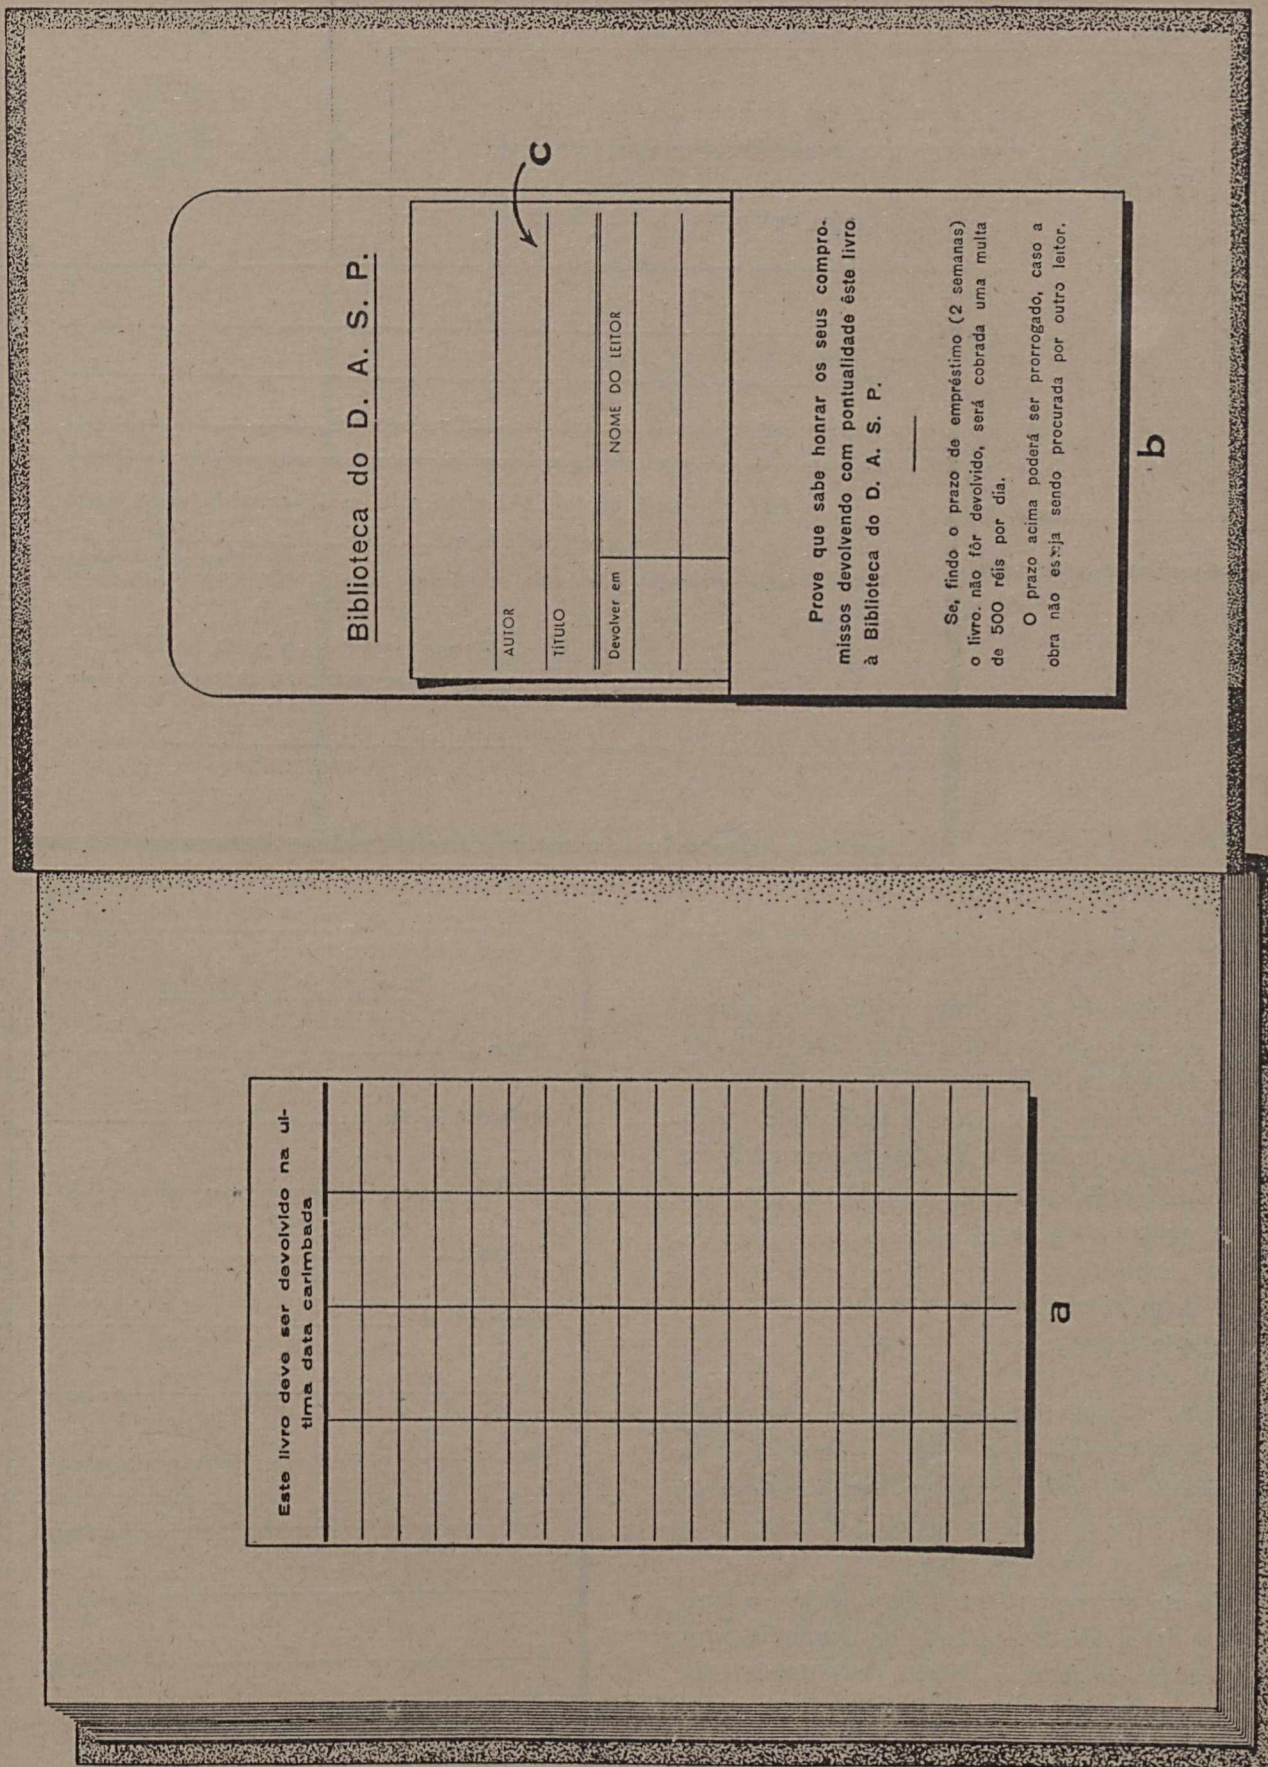 Este livro deve ser devolvido na ul-
tima data carimbada
a
Biblioteca do D. A. S. P.
c
AUTOR
TÍTULO
Devolver em NOME DO LEITOR
Prove que sabe honrar os seus compro-
missos devolvendo com pontualidade êste livro
à Biblioteca do D. A. S. P.
Se, findo o prazo de empréstimo (2 semanas)
o livro. não fôr devolvido, será cobrada uma multa
de 500 réis por dia.
O prazo acima poderá ser prorrogado, caso a
obra não esteja sendo procurada por outro leitor.
b